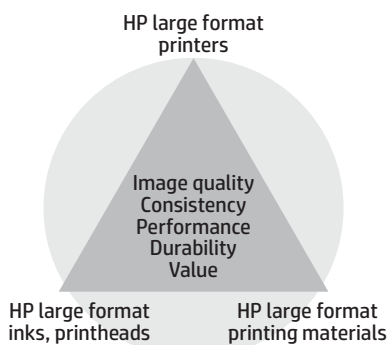 HP large format
printers
Image quality
Consistency
Performance
Durability
Value
HP large format
inks, printheads
HP large format
printing materials